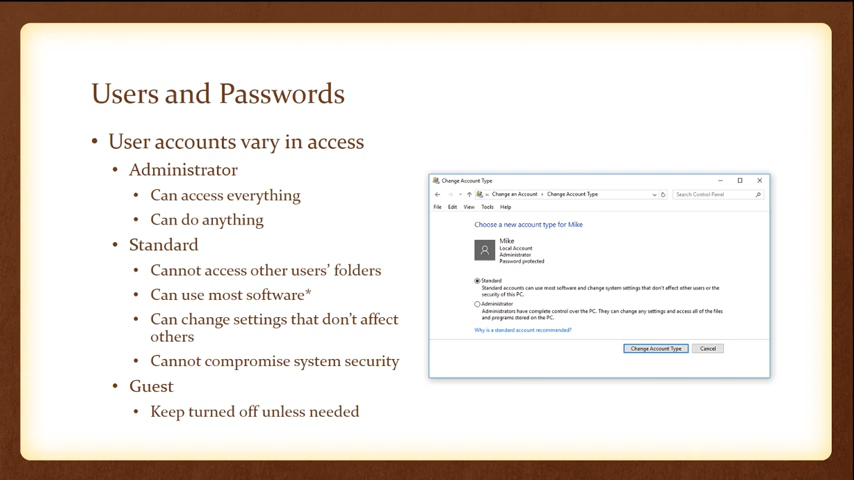 Users and Passwords
• User accounts vary in access
• Administrator
• Can access everything
• Can do anything
• Standard
• Cannot access other users' folders
• Can use most software*
• Can change settings that don't affect
others
• Cannot compromise system security
• Guest
• Keep turned off unless needed
Change Account Type
« Change an Account › Change Account Type
Search Control Panel
File Edit View Tools Help
Choose a new account type for Mike
Mike
Local Account
Administrator
Password protected
Standard
Standard accounts can use most software and change system settings that don't affect other users or the
security of this PC.
Administrator
Administrators have complete control over the PC. They can change any settings and access all of the files
and programs stored on the PC.
Why is a standard account recommended?
Change Account Type Cancel